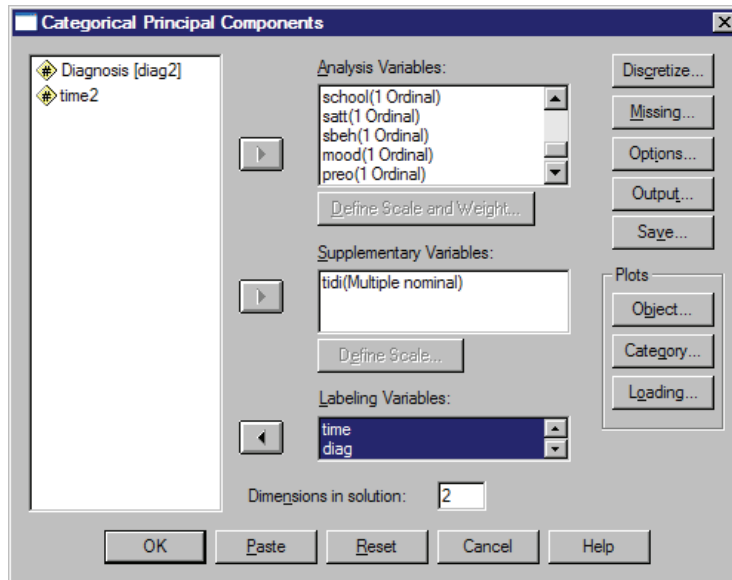 Categorical Principal Components
Diagnosis [diag2]
time2
Analysis Variables:
school(1 Ordinal)
satt(1 Ordinal)
sbeh(1 Ordinal)
mood(1 Ordinal)
preo(1 Ordinal)
Define Scale and Weight...
Supplementary Variables:
tidi(Multiple nominal)
Define Scale...
Labeling Variables:
time
diag
Dimensions in solution: 2
Discretize...
Missing...
Options...
Output...
Save...
Plots
Object...
Category...
Loading...
OK Paste Reset Cancel Help